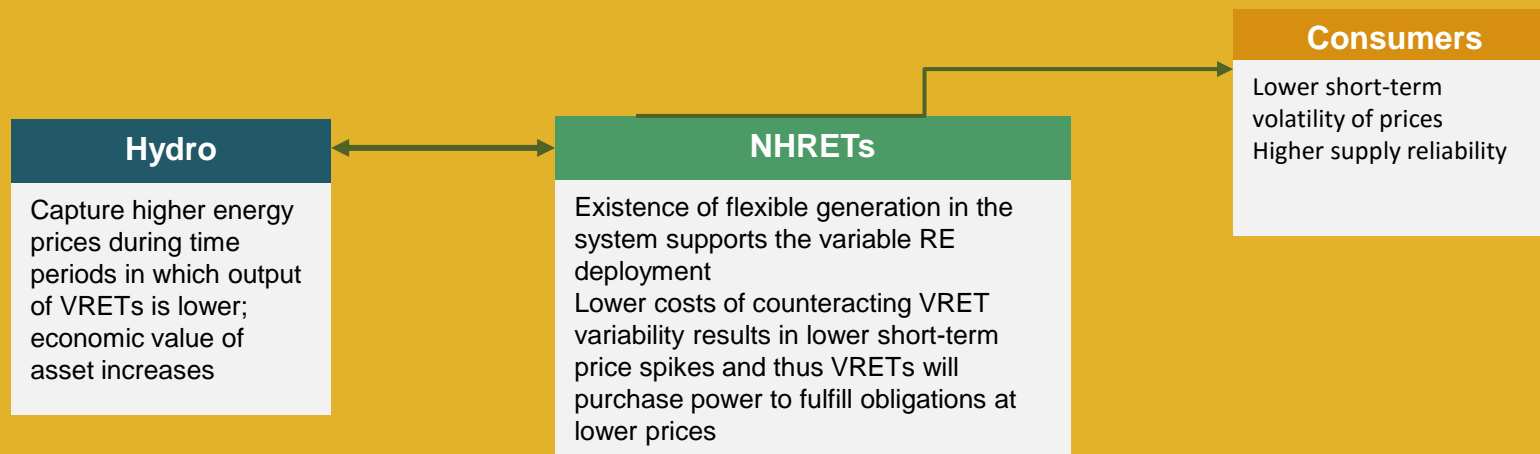 Hydro
Capture higher energy
prices during time
periods in which output
of VRETs is lower;
economic value of
asset increases
NHRETs
Existence of flexible generation in the
system supports the variable RE
deployment
Lower costs of counteracting VRET
variability results in lower short-term
price spikes and thus VRETs will
purchase power to fulfill obligations at
lower prices
Consumers
Lower short-term
volatility of prices
Higher supply reliability